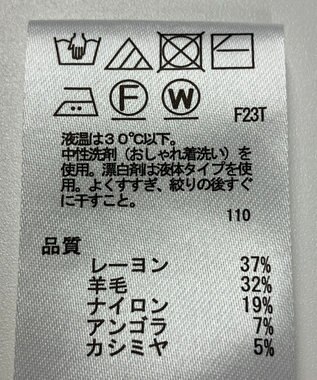 F W F23T
液温は30℃以下。
中性洗剤(おしゃれ着洗い)を
使用。漂白剤は液体タイプを使
用。よくすすぎ、絞りの後すぐ
に干すこと。
110
品質
レーヨン 37%
羊毛 32%
ナイロン 19%
アンゴラ 7%
カシミヤ 5%